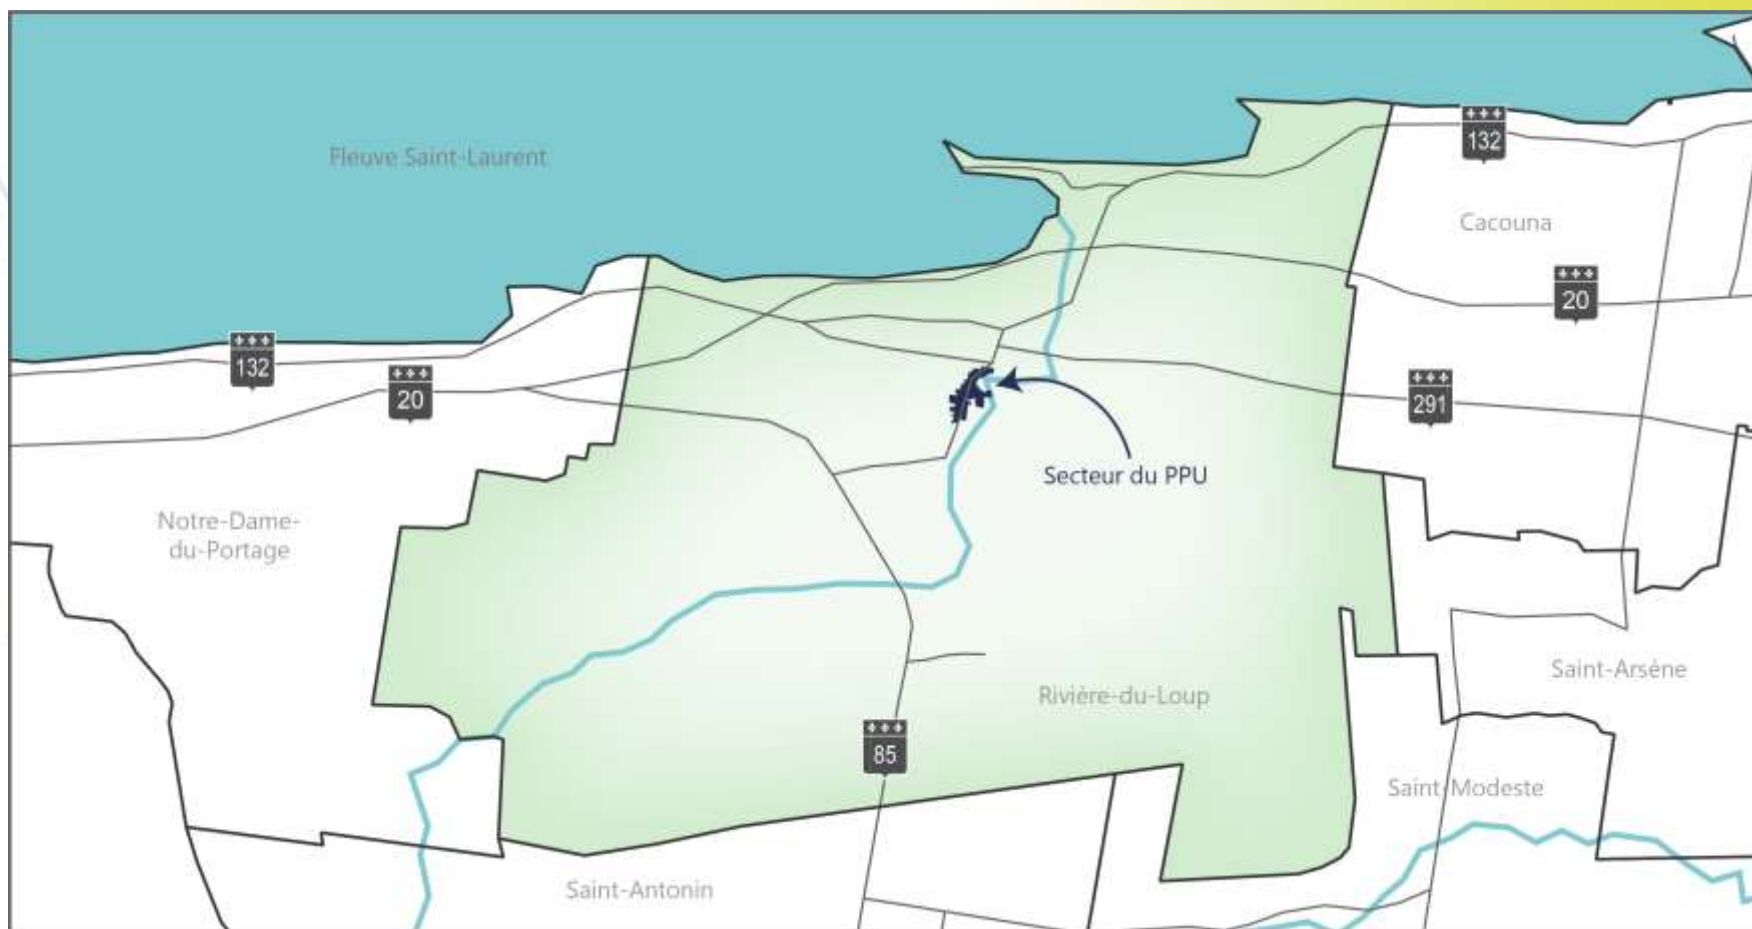 132
Fleuve Saint-Laurent
Cacouna
20
132
20
291
Secteur du PPU
Notre-Dame-
du-Portage
Saint-Arsène
Rivière-du-Loup
85
Saint-Modeste
Saint-Antonin